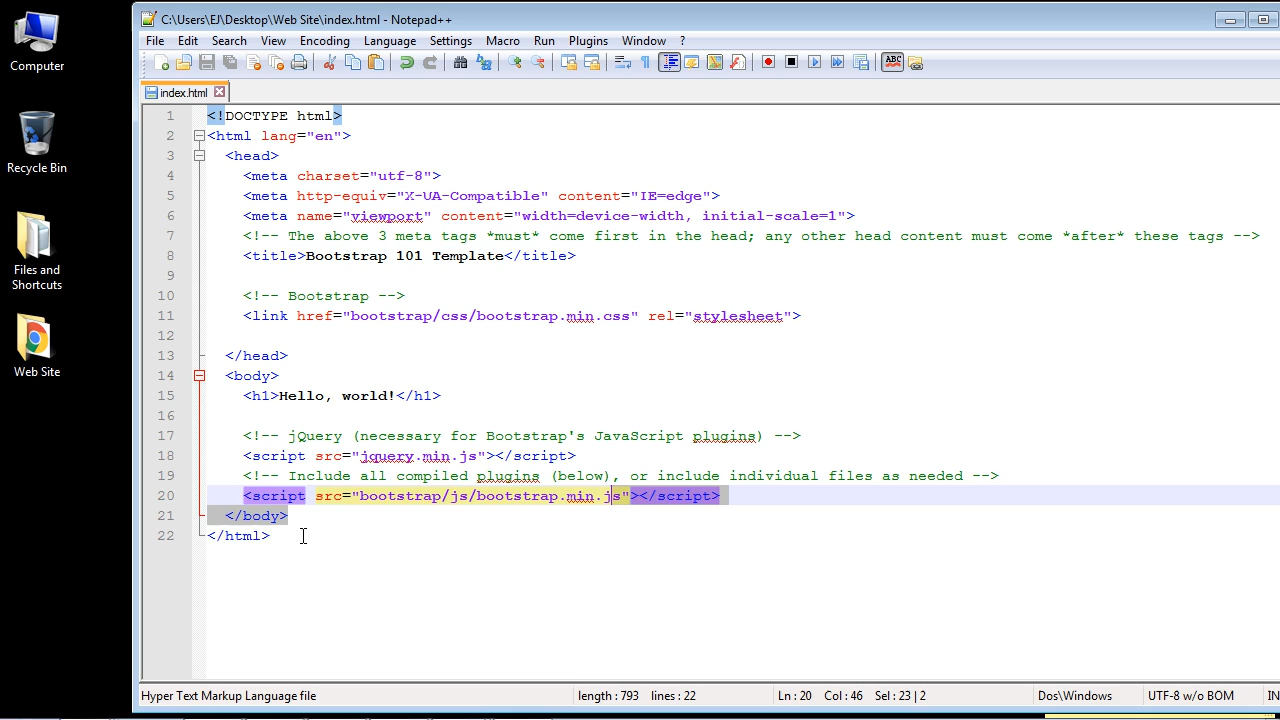 Computer
Recycle Bin
Files and
Shortcuts
Web Site
C:\Users\EJ\Desktop\Web Site\index.html - Notepad++
File Edit Search View Encoding Language Settings Macro Run Plugins Window ?
ABC
index.html
1 <!DOCTYPE html>
2 <html lang="en">
3 <head>
4 <meta charset="utf-8">
5 <meta http-equiv="X-UA-Compatible" content="IE=edge">
6 <meta name="viewport" content="width=device-width, initial-scale=1">
7 <!-- The above 3 meta tags *must* come first in the head; any other head content must come *after* these tags -->
8 <title>Bootstrap 101 Template</title>
9
10 <!-- Bootstrap -->
11 <link href="bootstrap/css/bootstrap.min.css" rel="stylesheet">
12
13 </head>
14 <body>
15 <h1>Hello, world!</h1>
16
17 <!-- jQuery (necessary for Bootstrap's JavaScript plugins) -->
18 <script src="jquery.min.js"></script>
19 <!-- Include all compiled plugins (below), or include individual files as needed -->
20 <script src="bootstrap/js/bootstrap.min.js"></script>
21 </body>
22 </html>
Hyper Text Markup Language file length : 793 lines : 22 Ln : 20 Col : 46 Sel : 23 | 2 Dos\Windows UTF-8 w/o BOM